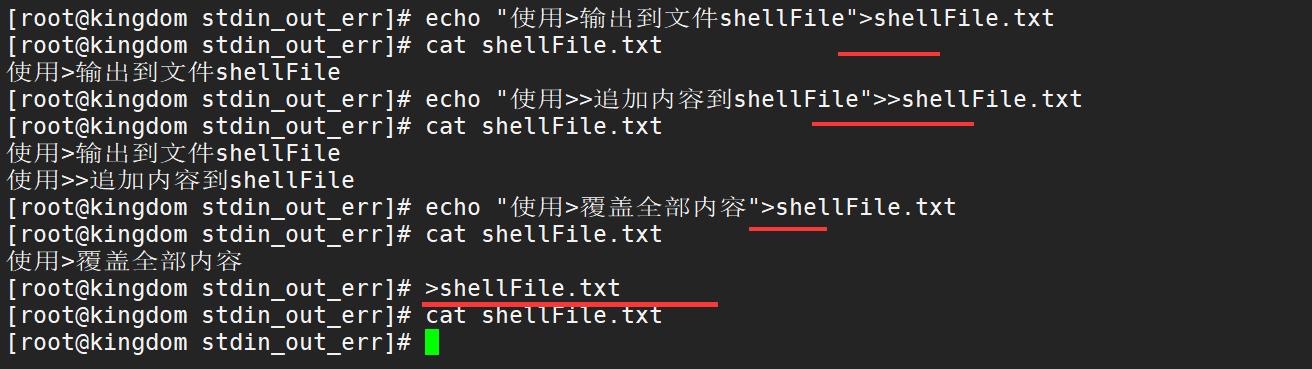 [root@kingdom stdin_out_err]# echo "使用>输出到文件shellFile">shellFile.txt
[root@kingdom stdin_out_err]# cat shellFile.txt
使用>输出到文件shellFile
[root@kingdom stdin_out_err]# echo "使用>>追加内容到shellFile">>shellFile.txt
[root@kingdom stdin_out_err]# cat shellFile.txt
使用>输出到文件shellFile
使用>>追加内容到shellFile
[root@kingdom stdin_out_err]# echo "使用>覆盖全部内容">shellFile.txt
[root@kingdom stdin_out_err]# cat shellFile.txt
使用>覆盖全部内容
[root@kingdom stdin_out_err]# >shellFile.txt
[root@kingdom stdin_out_err]# cat shellFile.txt
[root@kingdom stdin_out_err]#